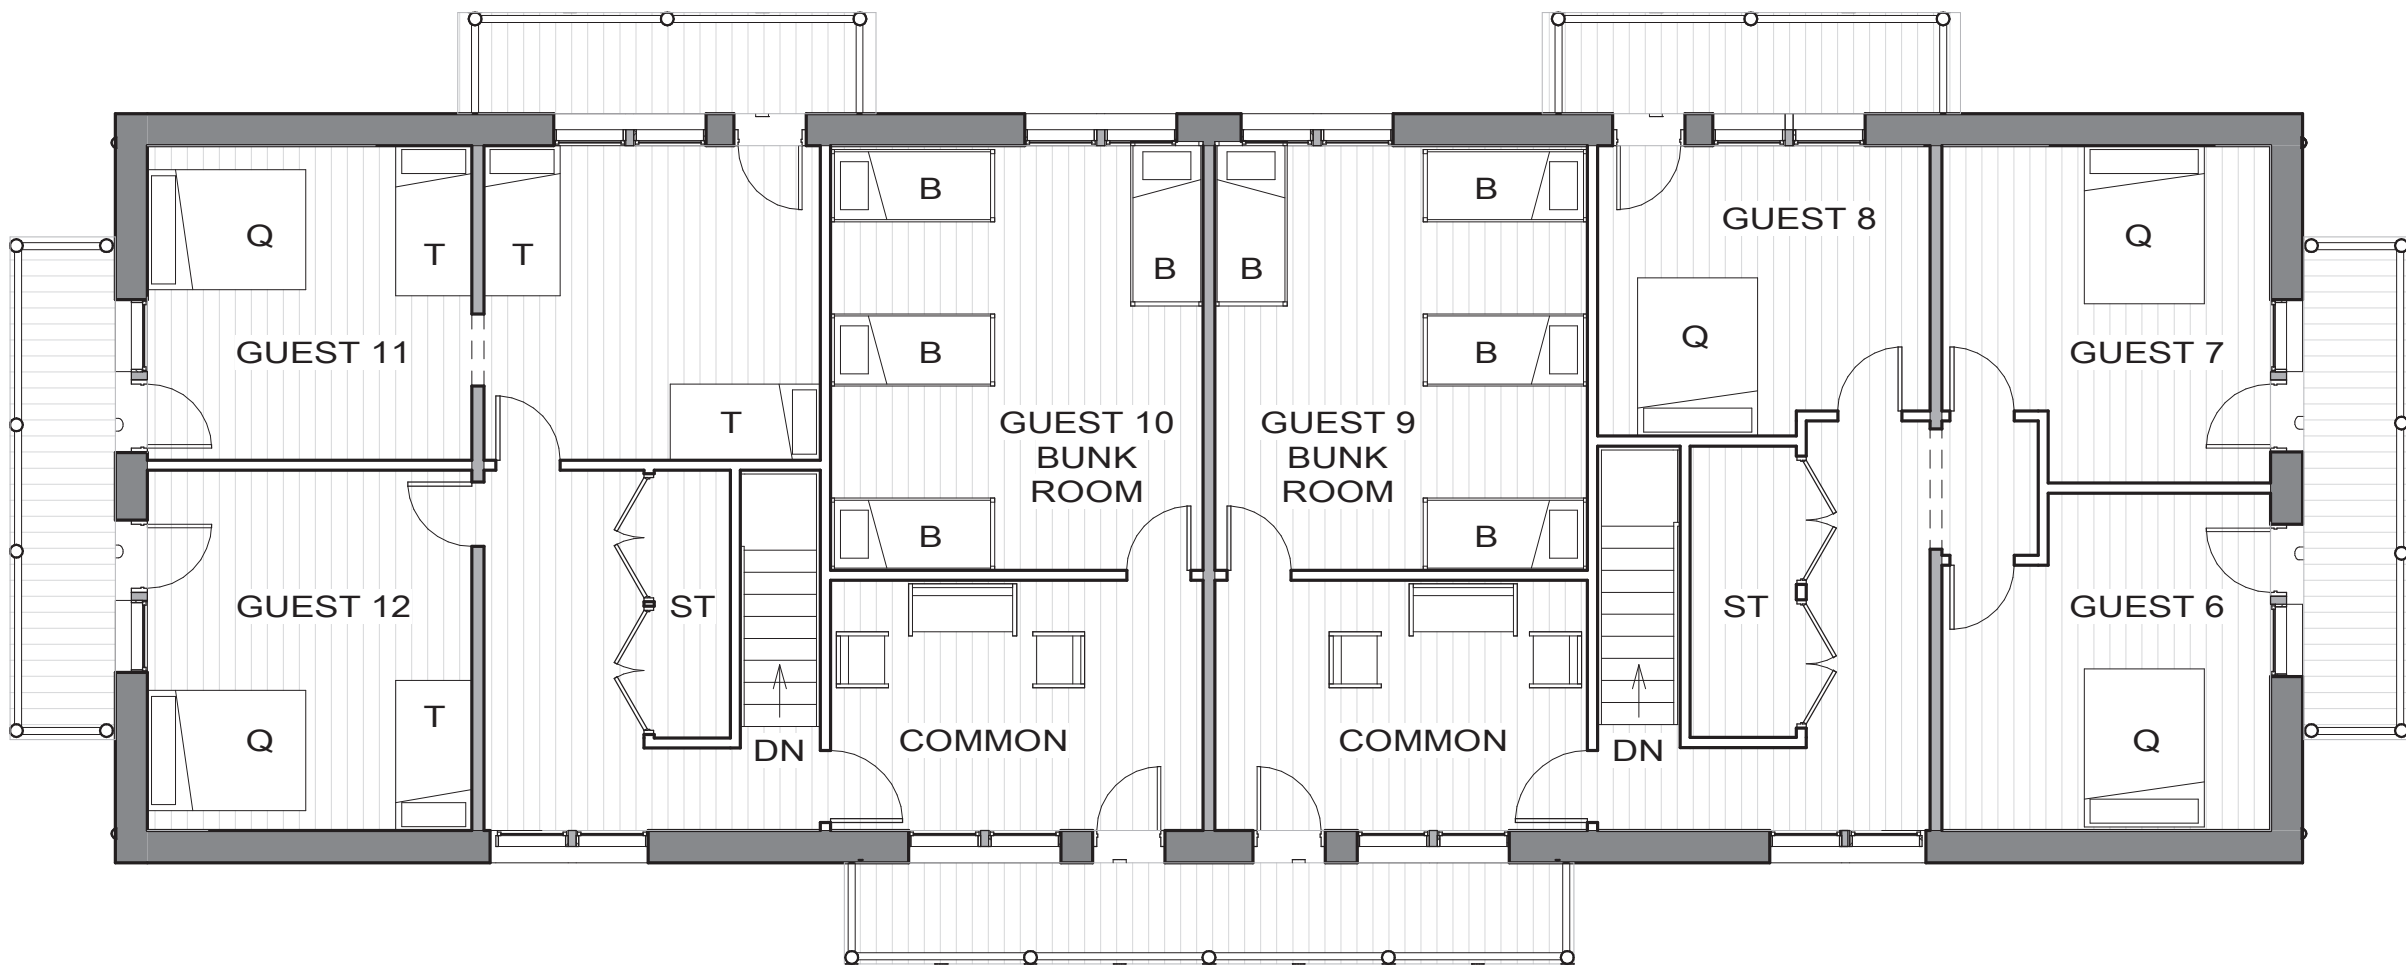 B
B
Q
Q
GUEST 8
T
T
B
B
Q
GUEST 11
B
B
GUEST 7
T
GUEST 10
BUNK
ROOM
GUEST 9
BUNK
ROOM
B
B
GUEST 12
ST
ST
GUEST 6
T
Q
DN
COMMON
COMMON
DN
Q